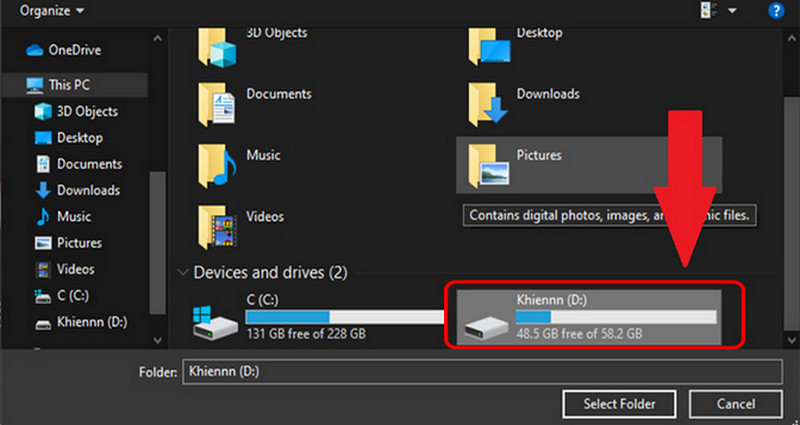 Organize
OneDrive
This PC
3D Objects
Desktop
Documents
Downloads
Music
Pictures
Videos
C (C:)
Khiennn (D:)
3D Objects
Desktop
Documents
Downloads
Music
Pictures
Contains digital photos, images, an ic files.
Videos
Devices and drives (2)
C (C:)
131 GB free of 228 GB
Khiennn (D:)
48.5 GB free of 58.2 GB
Folder: Khiennn (D:)
Select Folder
Cancel